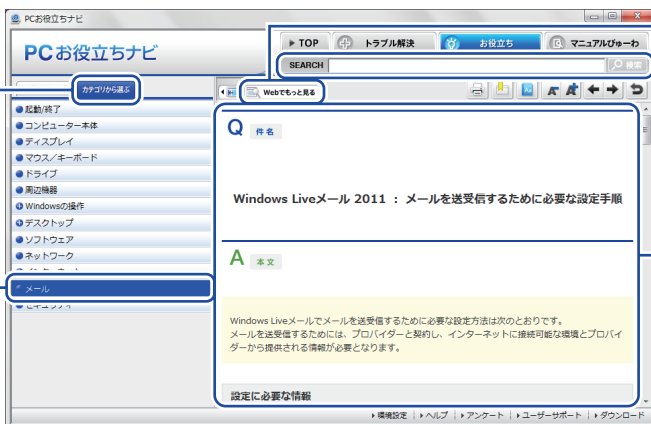 PCお役立ちナビ
PCお役立ちナビ
TOP
トラブル解決
お役立ち
マニュアルびゅーわ
SEARCH
検索
カテゴリから選ぶ
Webでもっと見る
起動/終了
コンピューター本体
ディスプレイ
マウス/キーボード
ドライブ
周辺機器
Windowsの操作
デスクトップ
ソフトウェア
ネットワーク
メール
セキュリティ
Q 件名
Windows Liveメール 2011 : メールを送受信するために必要な設定手順
A 本文
Windows Liveメールでメールを送受信するために必要な設定方法は次のとおりです。
メールを送受信するためには、プロバイダーと契約し、インターネットに接続可能な環境とプロバイ
ダーから提供される情報が必要となります。
設定に必要な情報
環境設定 ヘルプ アンケート ユーザーサポート ダウンロード